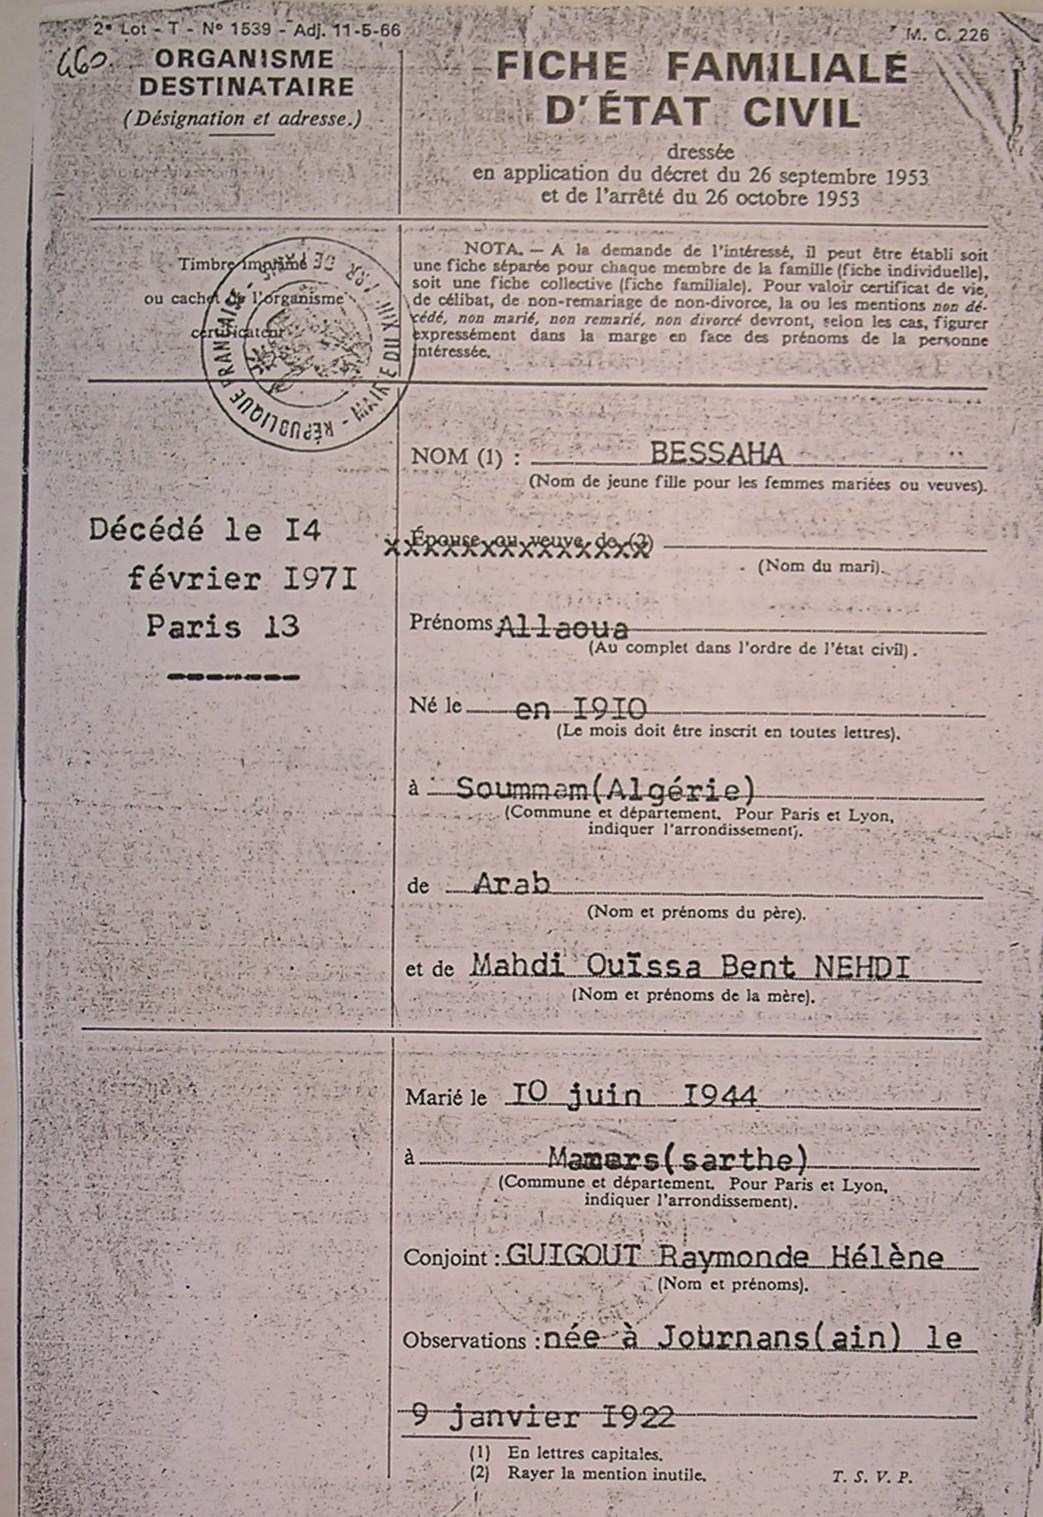 2e Lot - T - N° 1539 - Adj. 11-5-66
M. C. 226
460.
ORGANISME
DESTINATAIRE
(Désignation et adresse.)
FICHE FAMILIALE
D'ÉTAT CIVIL
dressée
en application du décret du 26 septembre 1953
et de l'arrêté du 26 octobre 1953
Timbre imprimé
ou cachet de l'organisme
certificateur
RÉPUBLIQUE FRANÇAISE - MAIRIE DU XIII ARR. DE PARIS
NOTA. — A la demande de l'intéressé, il peut être établi soit
une fiche séparée pour chaque membre de la famille (fiche individuelle),
soit une fiche collective (fiche familiale). Pour valoir certificat de vie,
de célibat, de non-remariage de non-divorce, la ou les mentions non dé-
cédé, non marié, non remarié, non divorcé devront, selon les cas, figurer
expressément dans la marge en face des prénoms de la personne
intéressée.
NOM (1) : BESSAHA
(Nom de jeune fille pour les femmes mariées ou veuves).
Décédé le I4
février I97I
Paris 13
Épouse ou veuve de (2)
(Nom du mari).
Prénoms Allaoua
(Au complet dans l'ordre de l'état civil).
Né le en I9IO
(Le mois doit être inscrit en toutes lettres).
à Soummam(Algérie)
(Commune et département. Pour Paris et Lyon,
indiquer l'arrondissement).
de Arab
(Nom et prénoms du père).
et de Mahdi Ouïssa Bent NEHDI
(Nom et prénoms de la mère).
Marié le IO juin I944
à Mamers(sarthe)
(Commune et département. Pour Paris et Lyon,
indiquer l'arrondissement).
Conjoint : GUIGOUT Raymonde Hélène
(Nom et prénoms).
Observations : née à Journans(ain) le
9 janvier I922
(1) En lettres capitales.
(2) Rayer la mention inutile.
T. S. V. P.